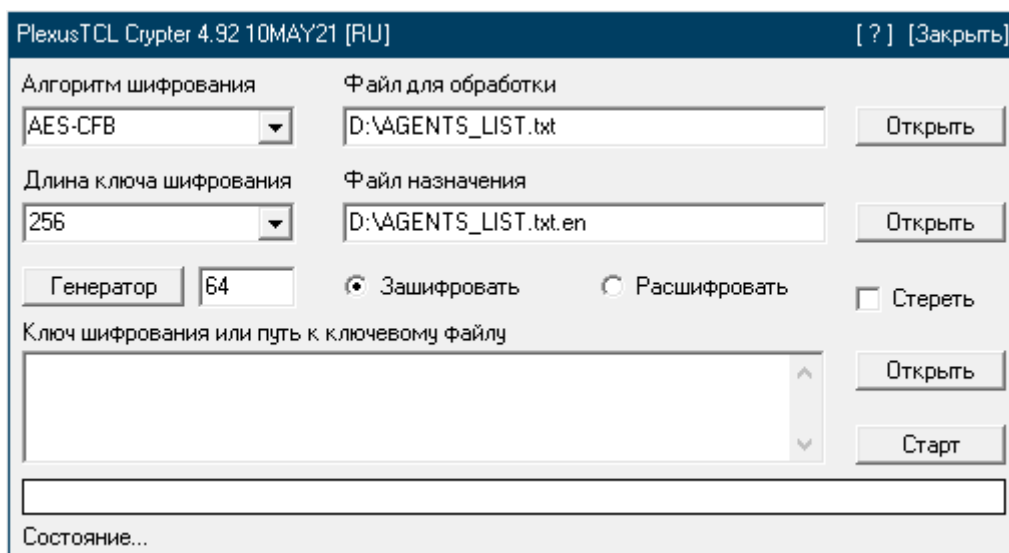 PlexusTCL Crypter 4.92 10MAY21 [RU] [ ? ] [Закрыть]
Алгоритм шифрования Файл для обработки
AES-CFB D:\AGENTS_LIST.txt Открыть
Длина ключа шифрования Файл назначения
256 D:\AGENTS_LIST.txt.en Открыть
Генератор 64 Зашифровать Расшифровать Стереть
Ключ шифрования или путь к ключевому файлу
Открыть
Старт
Состояние...